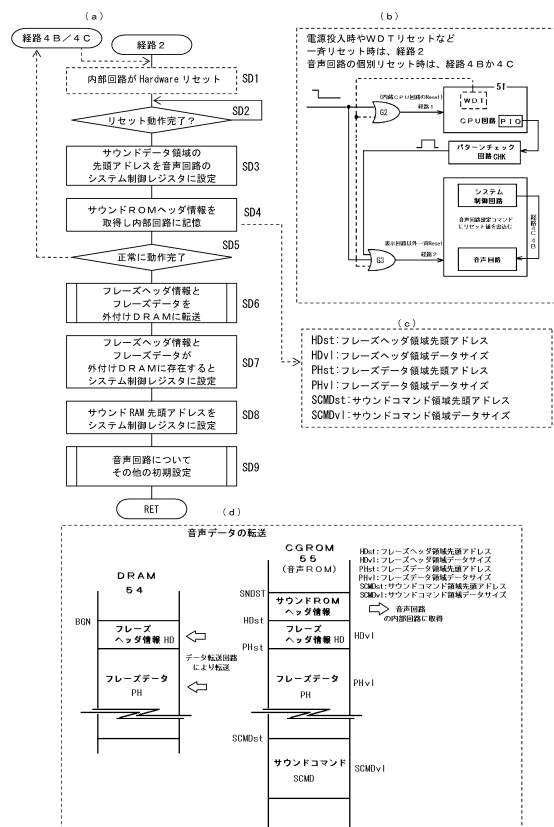 (a)
経路4B/4C
経路2
内部回路が Hardware リセット
SD1
SD2
リセット動作完了?
サウンドデータ領域の
先頭アドレスを音声回路の
システム制御レジスタに設定
SD3
サウンドROMヘッダ情報を
取得し内部回路に記憶
SD4
SD5
正常に動作完了
フレーズヘッダ情報と
フレーズデータを
外付けDRAMに転送
SD6
フレーズヘッダ情報と
フレーズデータが
外付けDRAMに存在すると
システム制御レジスタに設定
SD7
サウンド RAM 先頭アドレスを
システム制御レジスタに設定
SD8
音声回路について
その他の初期設定
SD9
RET
(b)
電源投入時やWDTリセットなど
一斉リセット時は、経路2
音声回路の個別リセット時は、経路4Bか4C
51
(内蔵CPU回路のReset)
経路1
G2
WDT
CPU回路
PIO
パターンチェック
回路 CHK
システム
制御回路
音声回路設定コマンド
にリセット値を書込む
経路4C 4B
表示回路以外一斉Reset
経路2
G3
音声回路
(c)
HDst:フレーズヘッダ領域先頭アドレス
HDvl:フレーズヘッダ領域データサイズ
PHst:フレーズデータ領域先頭アドレス
PHvl:フレーズデータ領域データサイズ
SCMDst:サウンドコマンド領域先頭アドレス
SCMDvl:サウンドコマンド領域データサイズ
(d)
音声データの転送
CGROM
55
(音声ROM)
DRAM
54
HDst:フレーズヘッダ領域先頭アドレス
HDvl:フレーズヘッダ領域データサイズ
PHst:フレーズデータ領域先頭アドレス
PHvl:フレーズデータ領域データサイズ
SCMDst:サウンドコマンド領域先頭アドレス
SCMDvl:サウンドコマンド領域データサイズ
SNDST
サウンドROM
ヘッダ情報
音声回路
の内部回路に取得
BGN
HDst
フレーズ
ヘッダ情報 HD
フレーズ
ヘッダ情報 HD
HDvl
PHst
データ転送回路
により転送
フレーズデータ
PH
フレーズデータ
PH
PHvl
SCMDst
サウンドコマンド
SCMD
SCMDvl